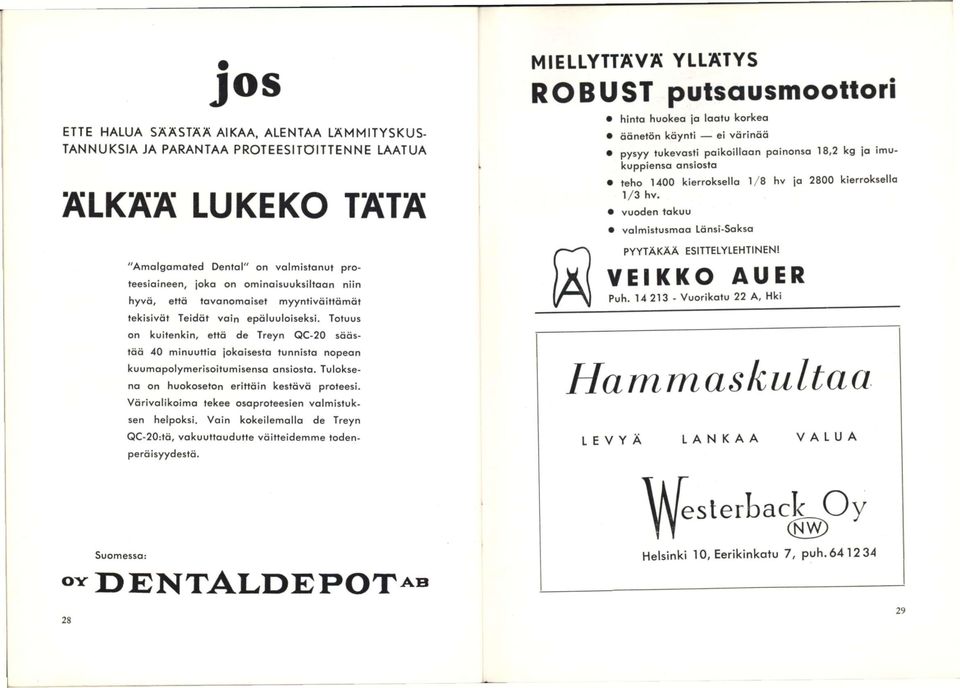 jos
ETTE HALUA SÄÄSTÄÄ AIKAA, ALENTAA LÄMMITYSKUS-
TANNUKSIA JA PARANTAA PROTEESITÖITTENNE LAATUA
ÄLKÄÄ LUKEKO TÄTÄ
"Amalgamated Dental" on valmistanut pro-
teesiaineen, joka on ominaisuuksiltaan niin
hyvä, että tavanomaiset myyntiväittämät
tekisivät Teidät vain epäluuloiseksi. Totuus
on kuitenkin, että de Treyn QC-20 sääs-
tää 40 minuuttia jokaisesta tunnista nopean
kuumapolymerisoitumisensa ansiosta. Tulokse-
na on huokoseton erittäin kestävä proteesi.
Värivalikoima tekee osaproteesien valmistuk-
sen helpoksi. Vain kokeilemalla de Treyn
QC-20:tä, vakuuttaudutte väitteidemme toden-
peräisyydestä.
Suomessa:
OY DENTALDEPOT AB
28
MIELLYTTÄVÄ YLLÄTYS
ROBUST putsausmoottori
• hinta huokea ja laatu korkea
• äänetön käynti — ei värinää
• pysyy tukevasti paikoillaan painonsa 18,2 kg ja imu-
kuppiensa ansiosta
• teho 1400 kierroksella 1/8 hv ja 2800 kierroksella
1/3 hv.
• vuoden takuu
• valmistusmaa Länsi-Saksa
PYYTÄKÄÄ ESITTELYLEHTINEN!
VEIKKO AUER
Puh. 14 213 - Vuorikatu 22 A, Hki
Hammaskultaa
LEVYÄ LANKAA VALUA
Westerback Oy
NW
Helsinki 10, Eerikinkatu 7, puh. 64 12 34
29